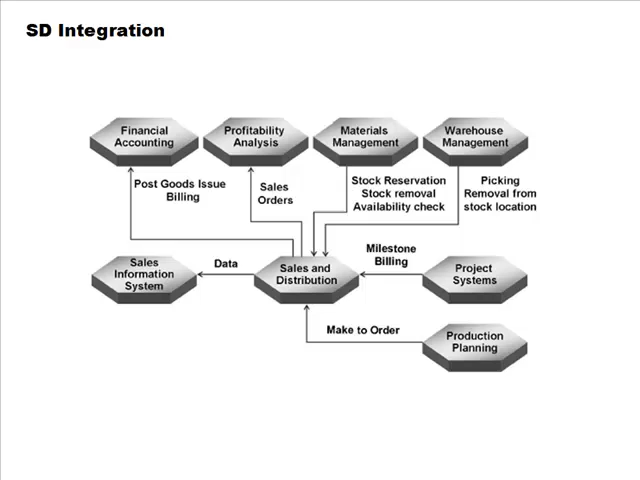 SD Integration
Financial
Accounting
Profitability
Analysis
Materials
Management
Warehouse
Management
Post Goods Issue
Billing
Sales
Orders
Stock Reservation
Stock removal
Availability check
Picking
Removal from
stock location
Sales
Information
System
Data
Sales and
Distribution
Milestone
Billing
Project
Systems
Make to Order
Production
Planning